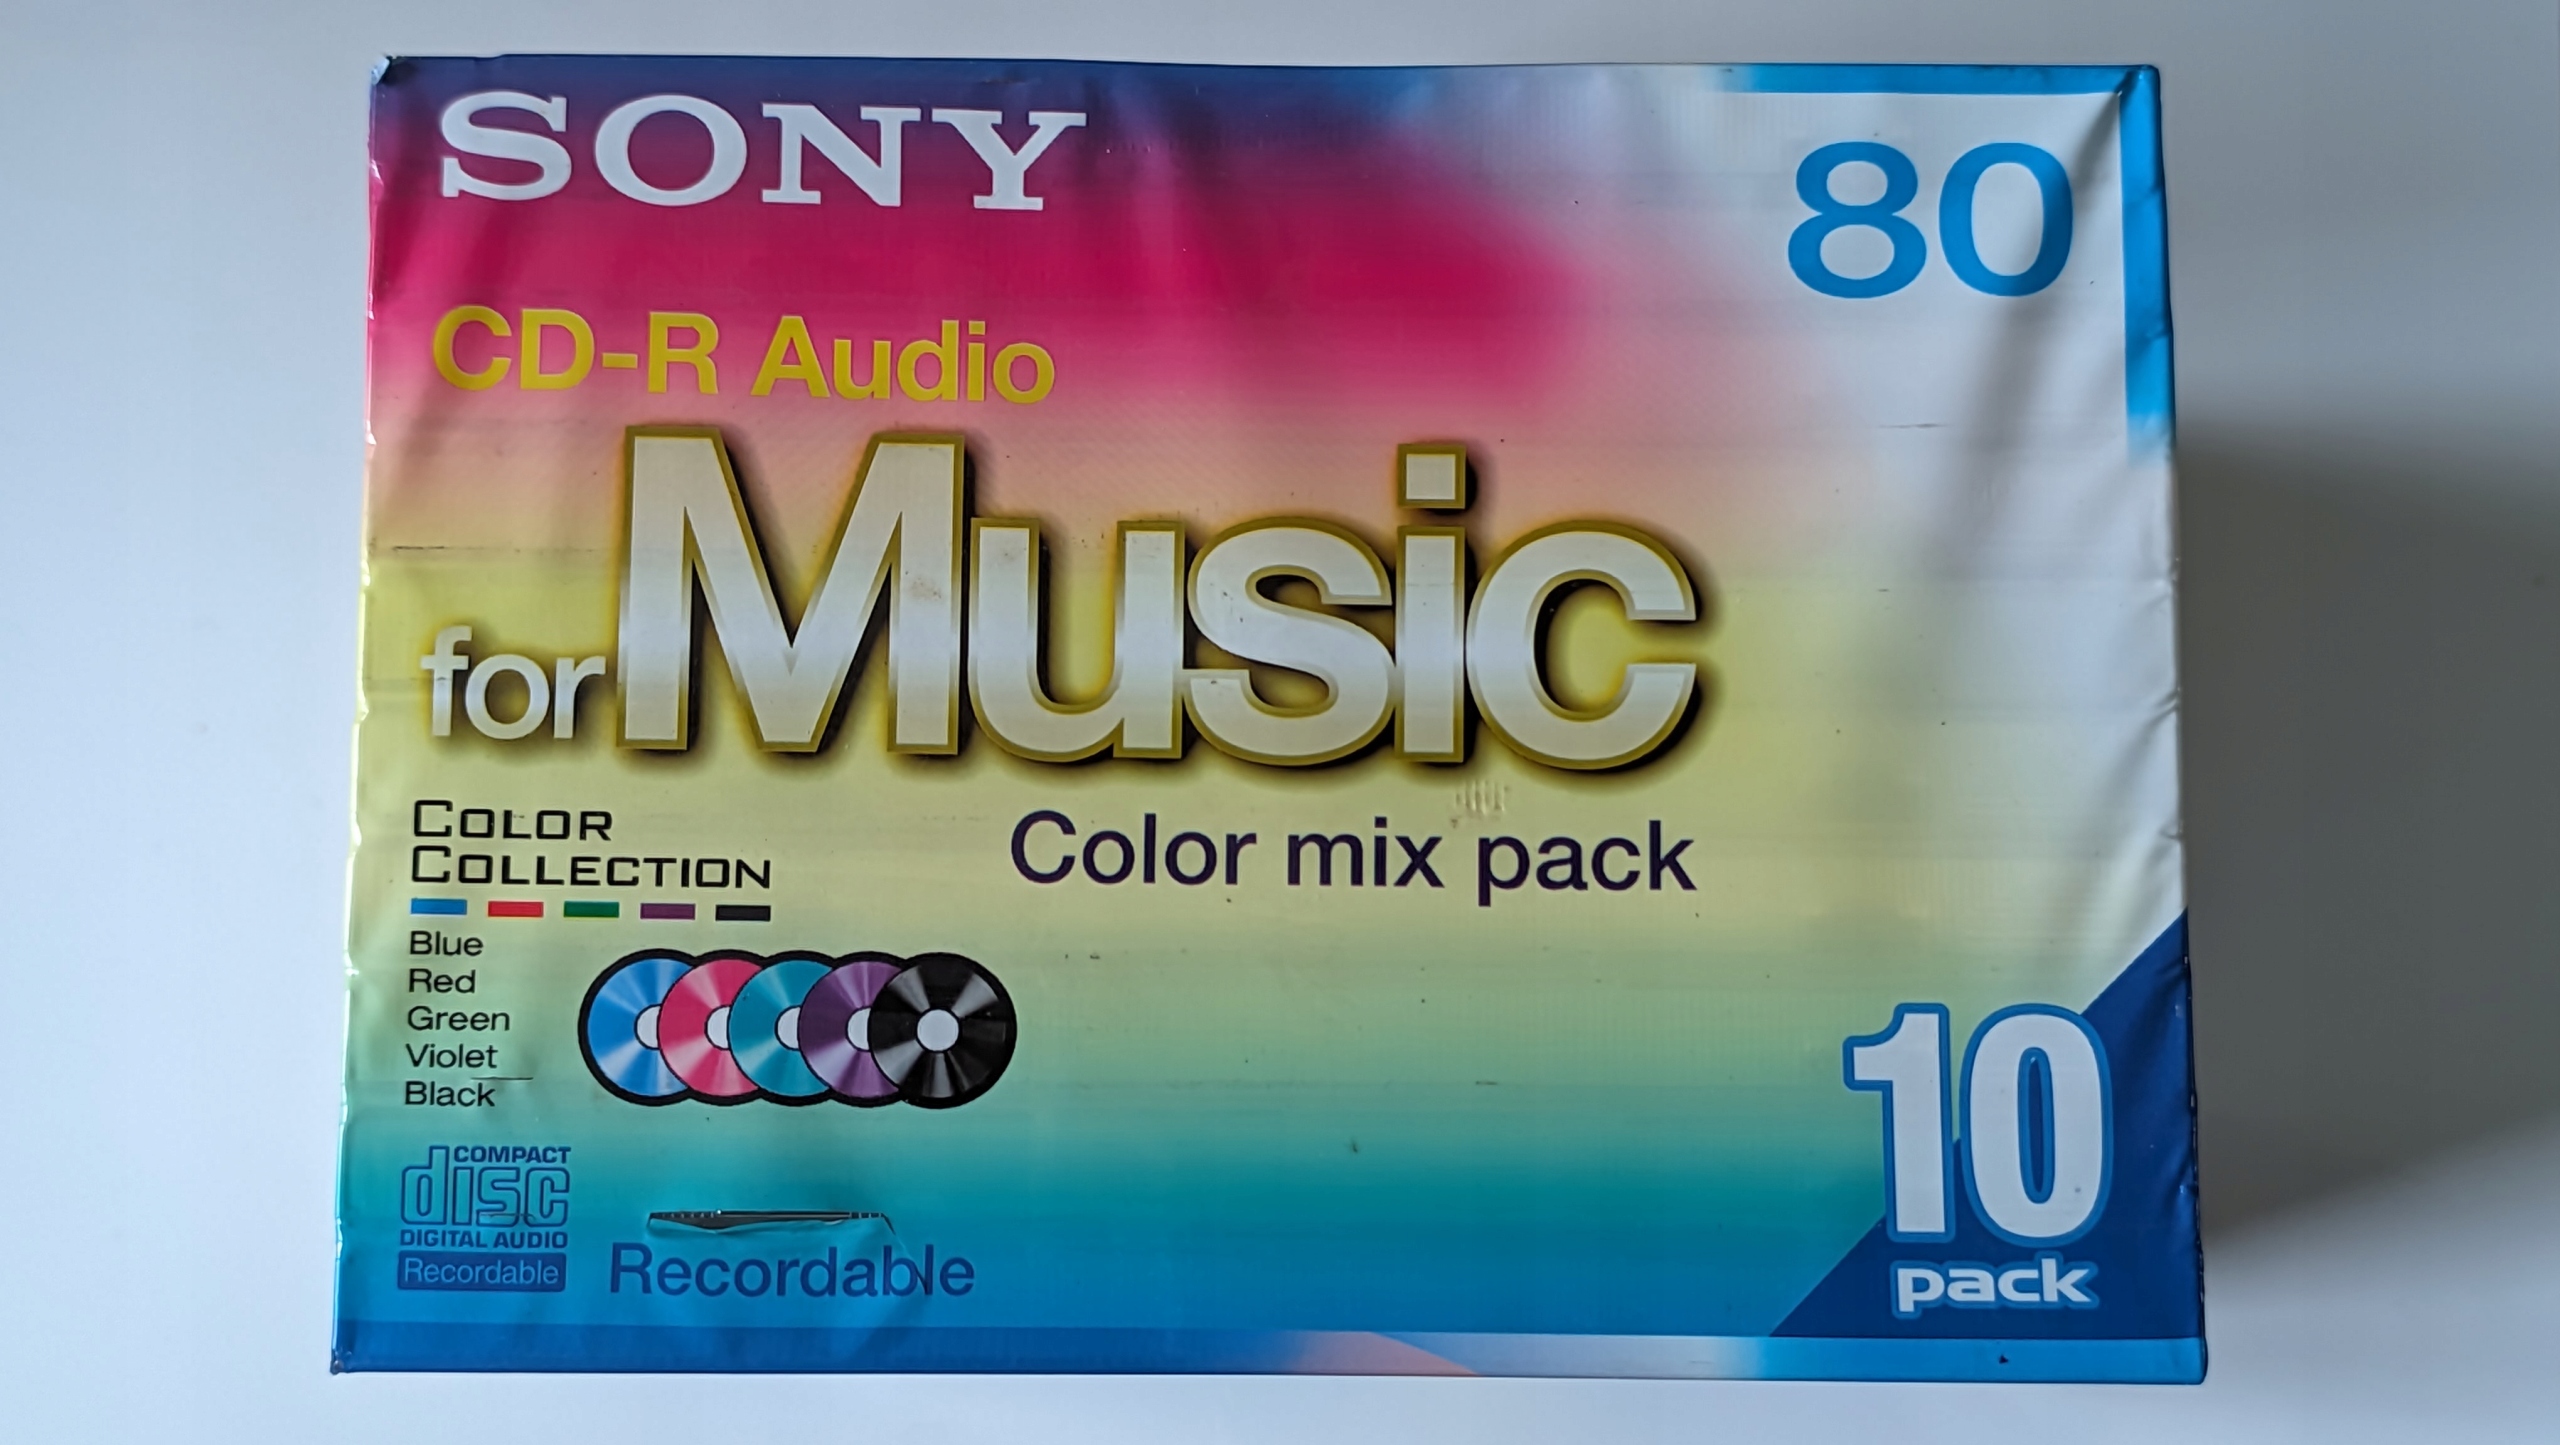 SONY
80
CD-R Audio
for Music
Color mix pack
COLOR
COLLECTION
Blue
Red
Green
Violet
Black
COMPACT
disc
DIGITAL AUDIO
Recordable
Recordable
10
pack